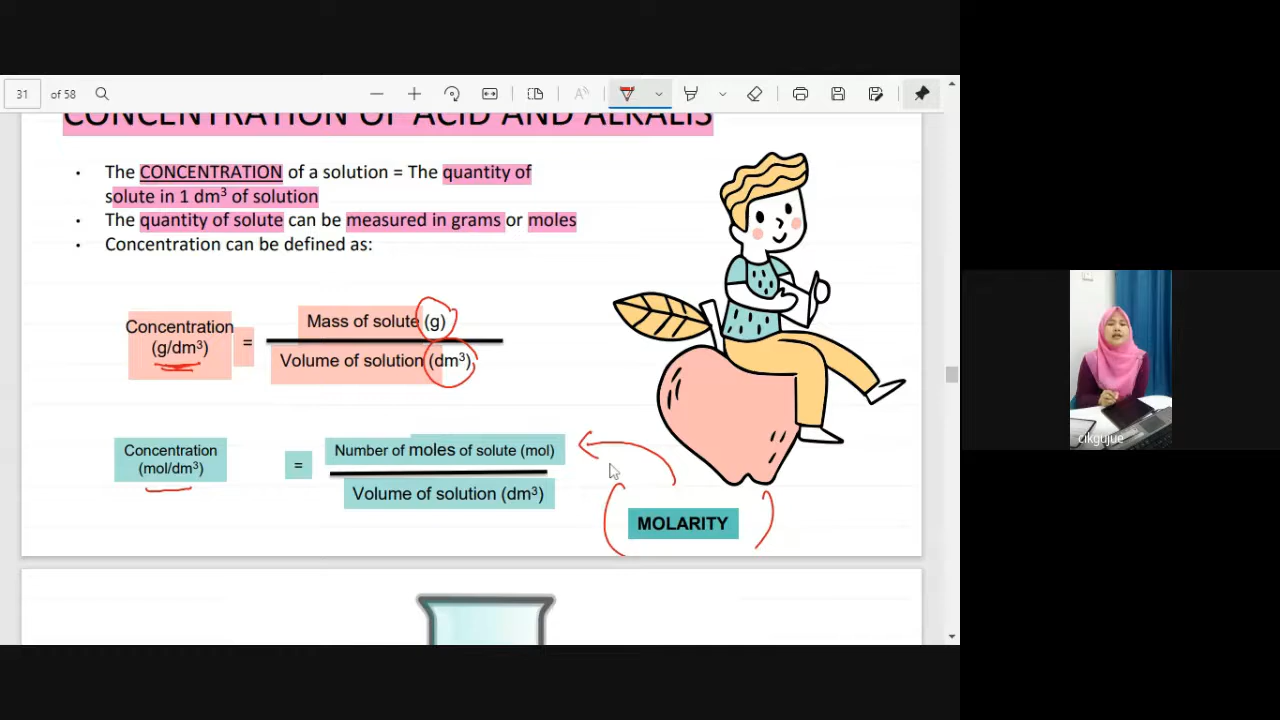 31 of 58
CONCENTRATION OF ACID AND ALKALIS
• The CONCENTRATION of a solution = The quantity of
solute in 1 dm³ of solution
• The quantity of solute can be measured in grams or moles
• Concentration can be defined as:
Concentration
(g/dm³)
=
Mass of solute (g)
Volume of solution (dm³)
Concentration
(mol/dm³)
=
Number of moles of solute (mol)
Volume of solution (dm³)
MOLARITY
cikgujue